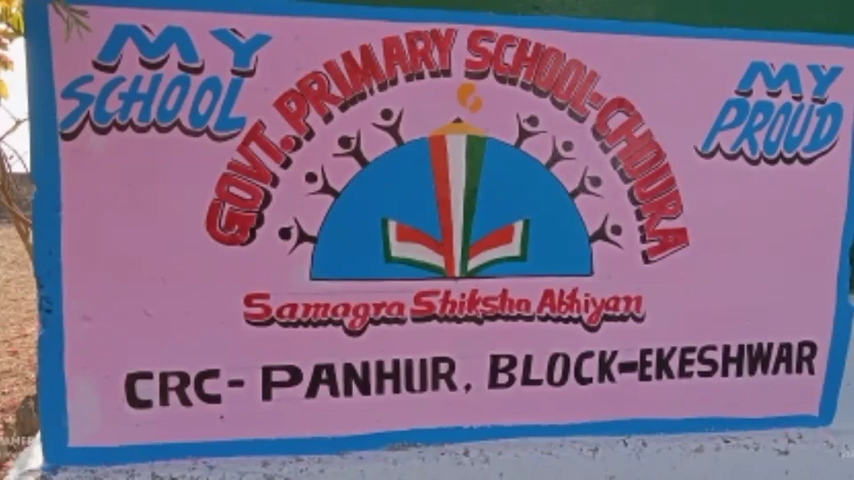 MY
SCHOOL
GOVT. PRIMARY SCHOOL-CHOURA
MY
PROUD
Samagra Shiksha Abhiyan
CRC- PANHUR, BLOCK-EKESHWAR